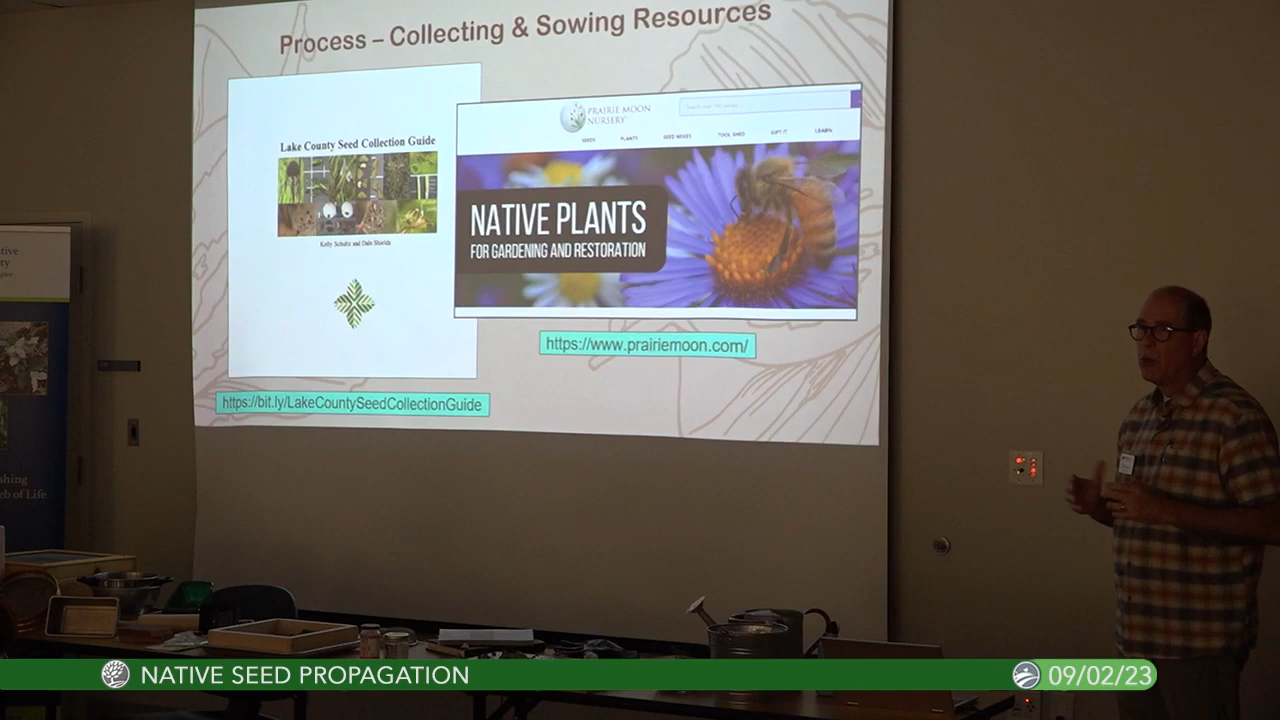 Process – Collecting & Sowing Resources
Lake County Seed Collection Guide
Kelly Schultz and Dale Shields
https://bit.ly/LakeCountySeedCollectionGuide
PRAIRIE MOON
NURSERY
SEEDS PLANTS SEED MIXES TOOL SHED GIFT IT LEARN
NATIVE PLANTS
FOR GARDENING AND RESTORATION
https://www.prairiemoon.com/
NATIVE SEED PROPAGATION
09/02/23